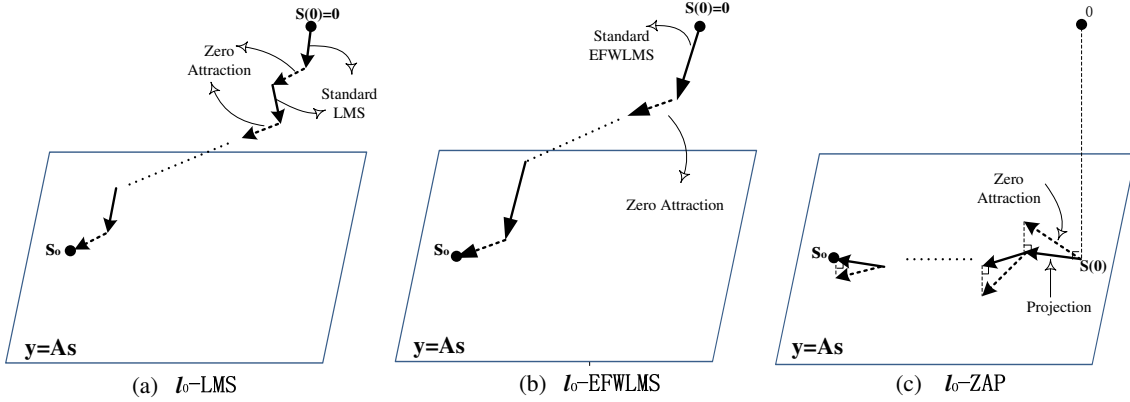 S(0)=0
Zero
Attraction
Standard
LMS
S₀
y=As
(a) l₀-LMS
S(0)=0
Standard
EFWLMS
Zero Attraction
S₀
y=As
(b) l₀-EFWLMS
0
Zero
Attraction
S₀
S(0)
Projection
y=As
(c) l₀-ZAP